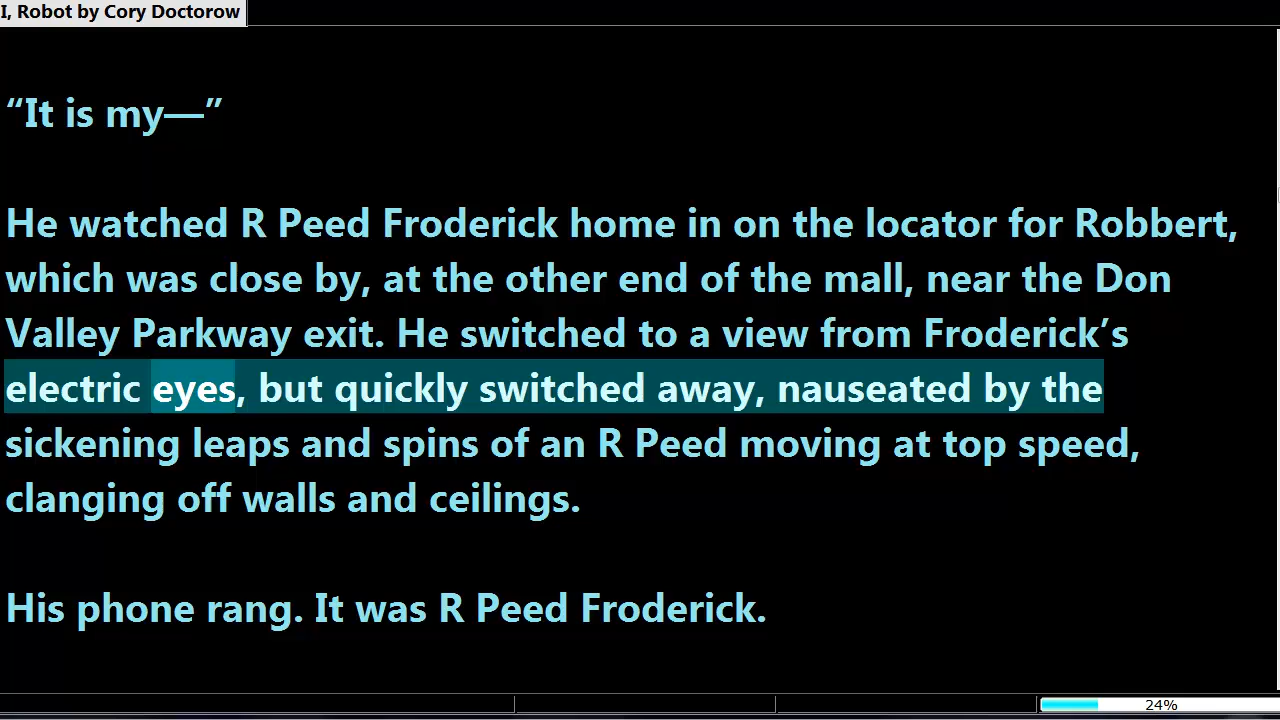 I, Robot by Cory Doctorow
“It is my—”
He watched R Peed Froderick home in on the locator for Robbert,
which was close by, at the other end of the mall, near the Don
Valley Parkway exit. He switched to a view from Froderick’s
electric eyes, but quickly switched away, nauseated by the
sickening leaps and spins of an R Peed moving at top speed,
clanging off walls and ceilings.
His phone rang. It was R Peed Froderick.
24%